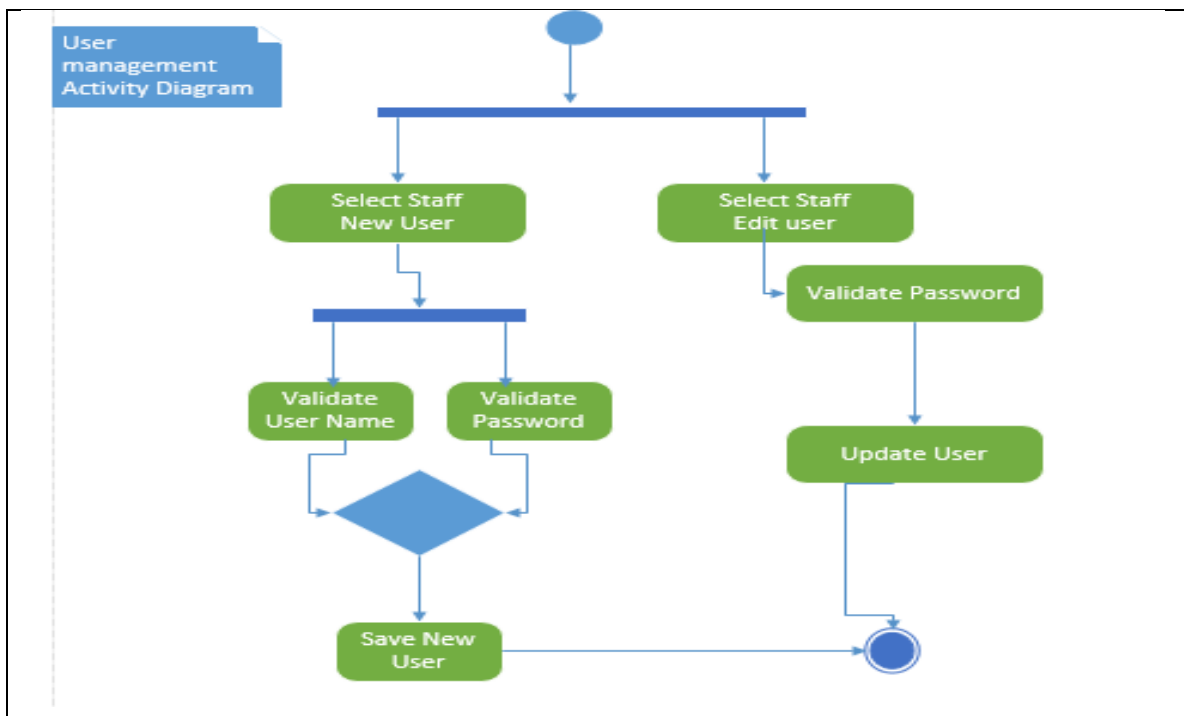 User
management
Activity Diagram
Select Staff
New User
Select Staff
Edit user
Validate Password
Validate
User Name
Validate
Password
Update User
Save New
User